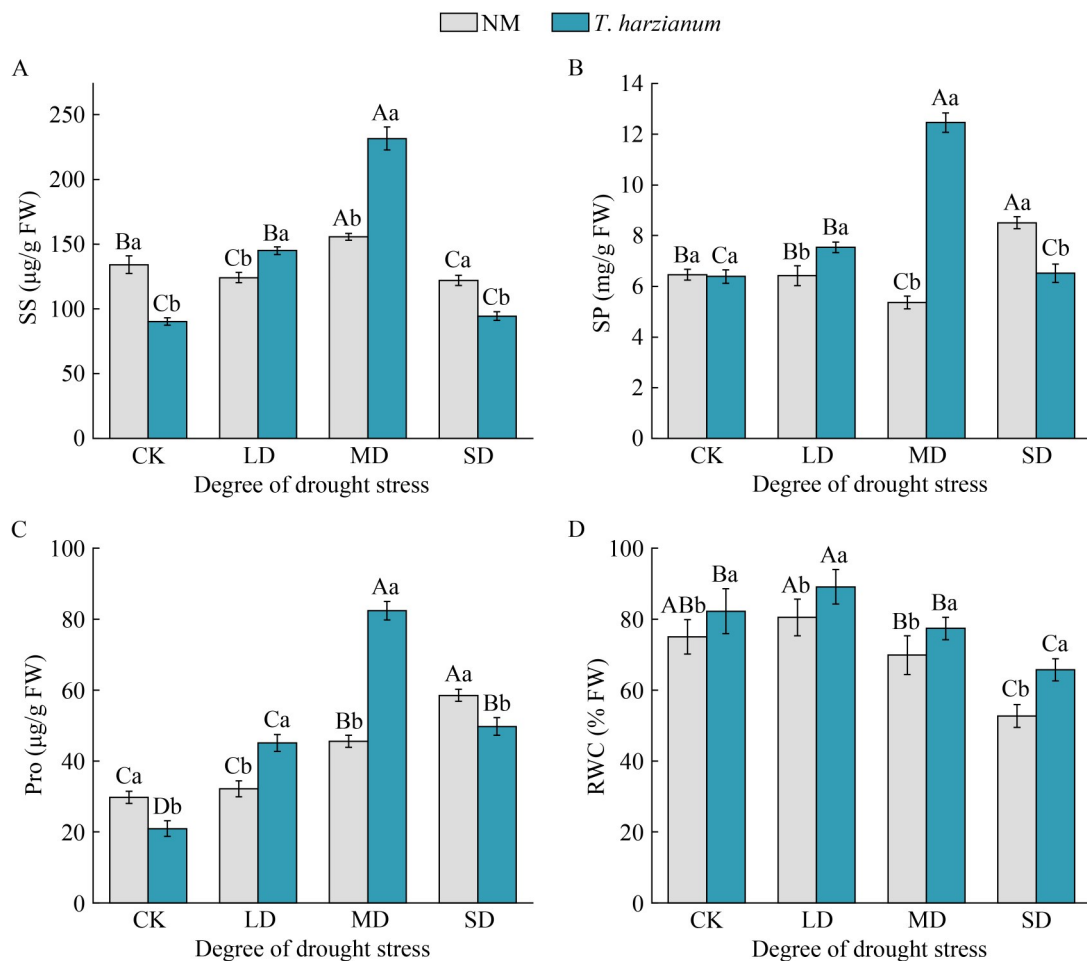 NM T. harzianum
A
SS (μg/g FW)
250
200
150
100
50
0
Ba Cb Cb Ba Ab Aa Ca Cb
CK LD MD SD
Degree of drought stress
B
SP (mg/g FW)
14
12
10
8
6
4
2
0
Ba Ca Bb Ba Cb Aa Aa Cb
CK LD MD SD
Degree of drought stress
C
Pro (μg/g FW)
100
80
60
40
20
0
Ca Db Cb Ca Bb Aa Aa Bb
CK LD MD SD
Degree of drought stress
D
RWC (% FW)
100
80
60
40
20
0
ABb Ba Ab Aa Bb Ba Cb Ca
CK LD MD SD
Degree of drought stress